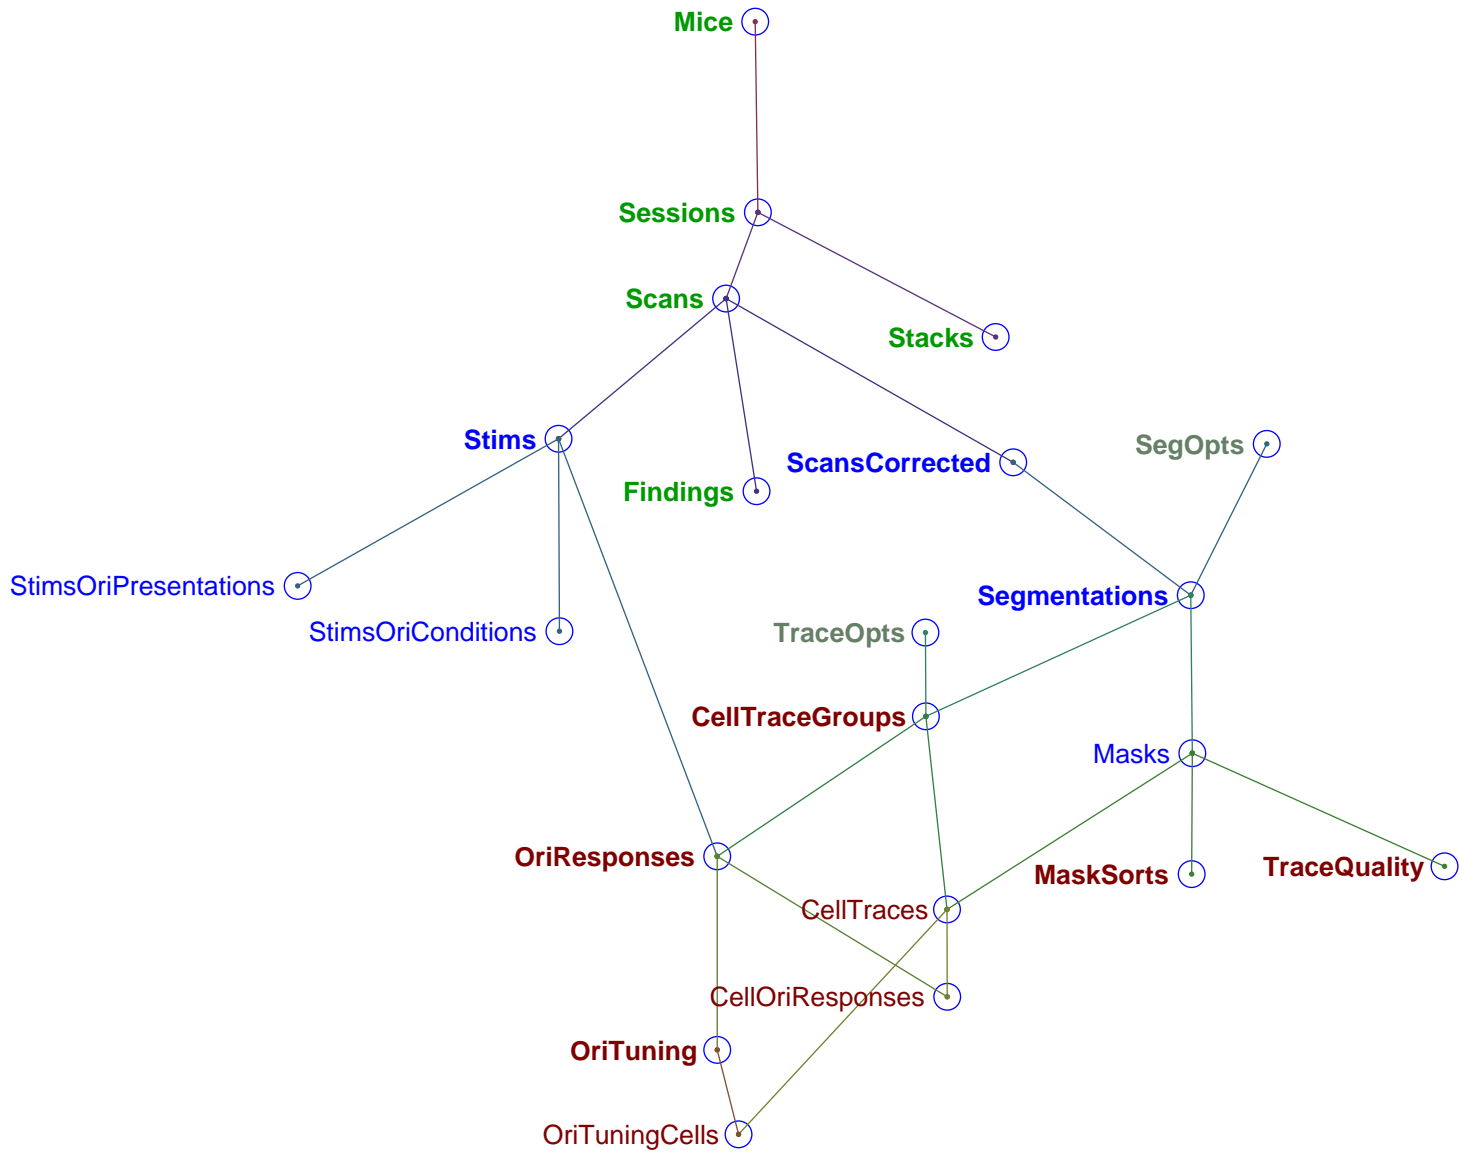 Mice
Sessions
Scans
Stacks
Stims
SegOpts
ScansCorrected
Findings
StimsOriPresentations
Segmentations
StimsOriConditions
TraceOpts
CellTraceGroups
Masks
OriResponses
TraceQuality
MaskSorts
CellTraces
CellOriResponses
OriTuning
OriTuningCells